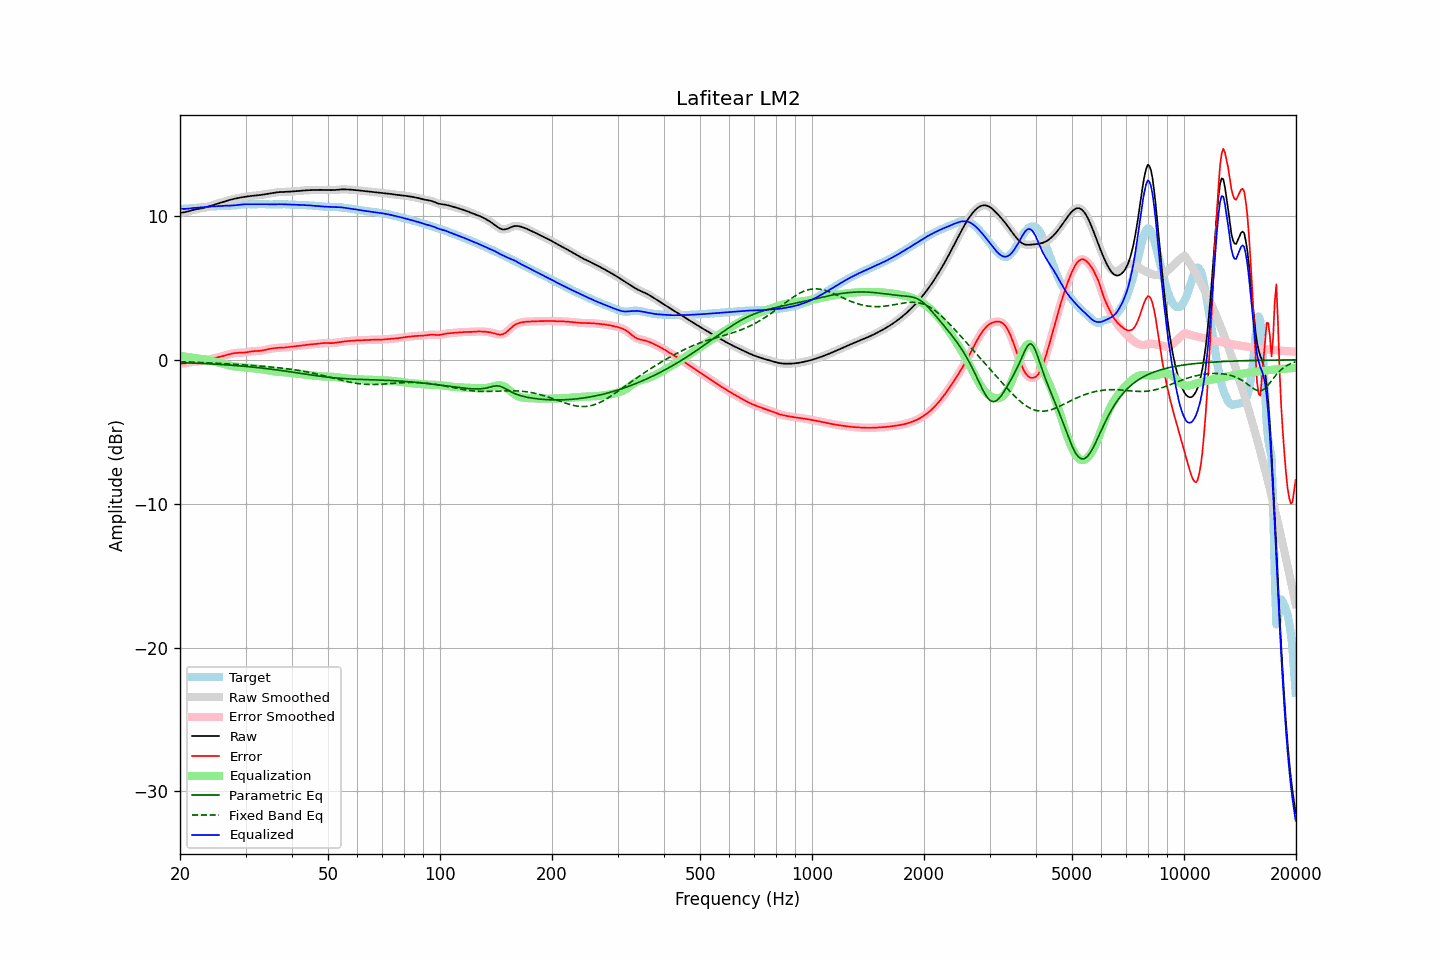 Lafitear LM2
Amplitude (dBr)
10
0
−10
−20
−30
Target
Raw Smoothed
Error Smoothed
Raw
Error
Equalization
Parametric Eq
Fixed Band Eq
Equalized
20 50 100 200 500 1000 2000 5000 10000 20000
Frequency (Hz)